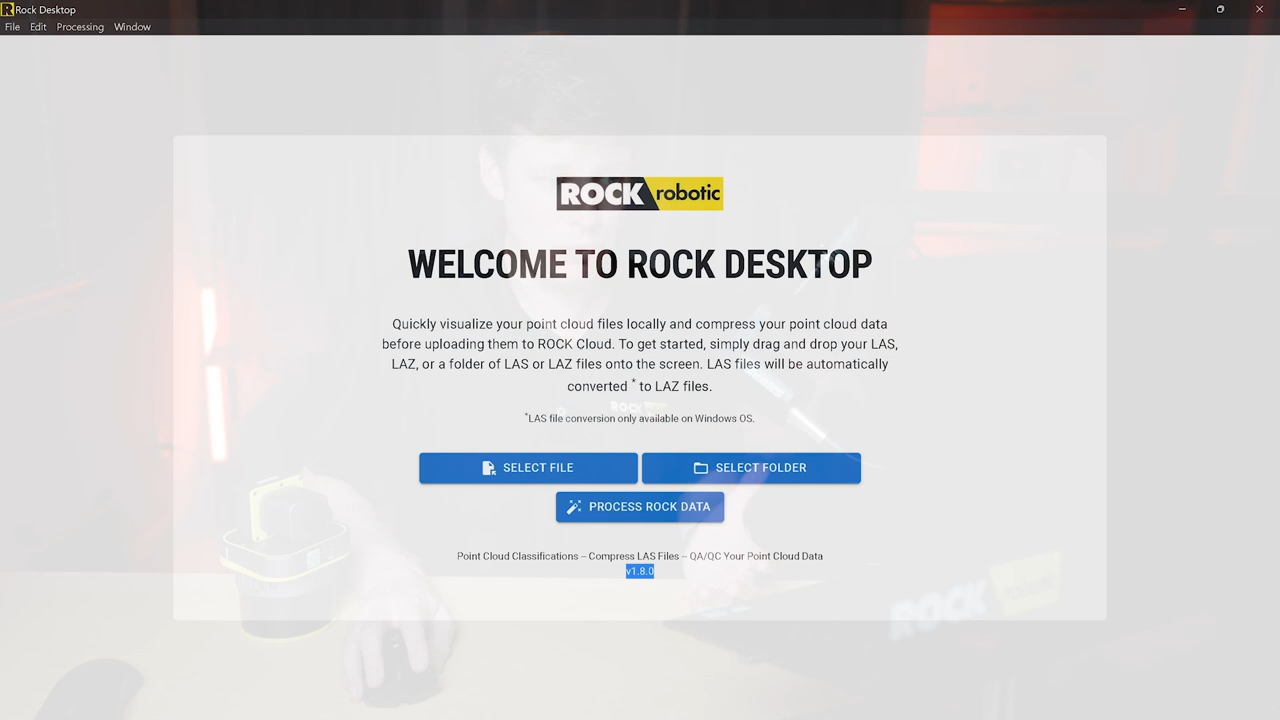 Rock Desktop
File Edit Processing Window
ROCK robotic
WELCOME TO ROCK DESKTOP
Quickly visualize your point cloud files locally and compress your point cloud data
before uploading them to ROCK Cloud. To get started, simply drag and drop your LAS,
LAZ, or a folder of LAS or LAZ files onto the screen. LAS files will be automatically
converted * to LAZ files.
*LAS file conversion only available on Windows OS.
SELECT FILE SELECT FOLDER
PROCESS ROCK DATA
Point Cloud Classifications -- Compress LAS Files -- QA/QC Your Point Cloud Data
v1.8.0
ROCK
ROCK